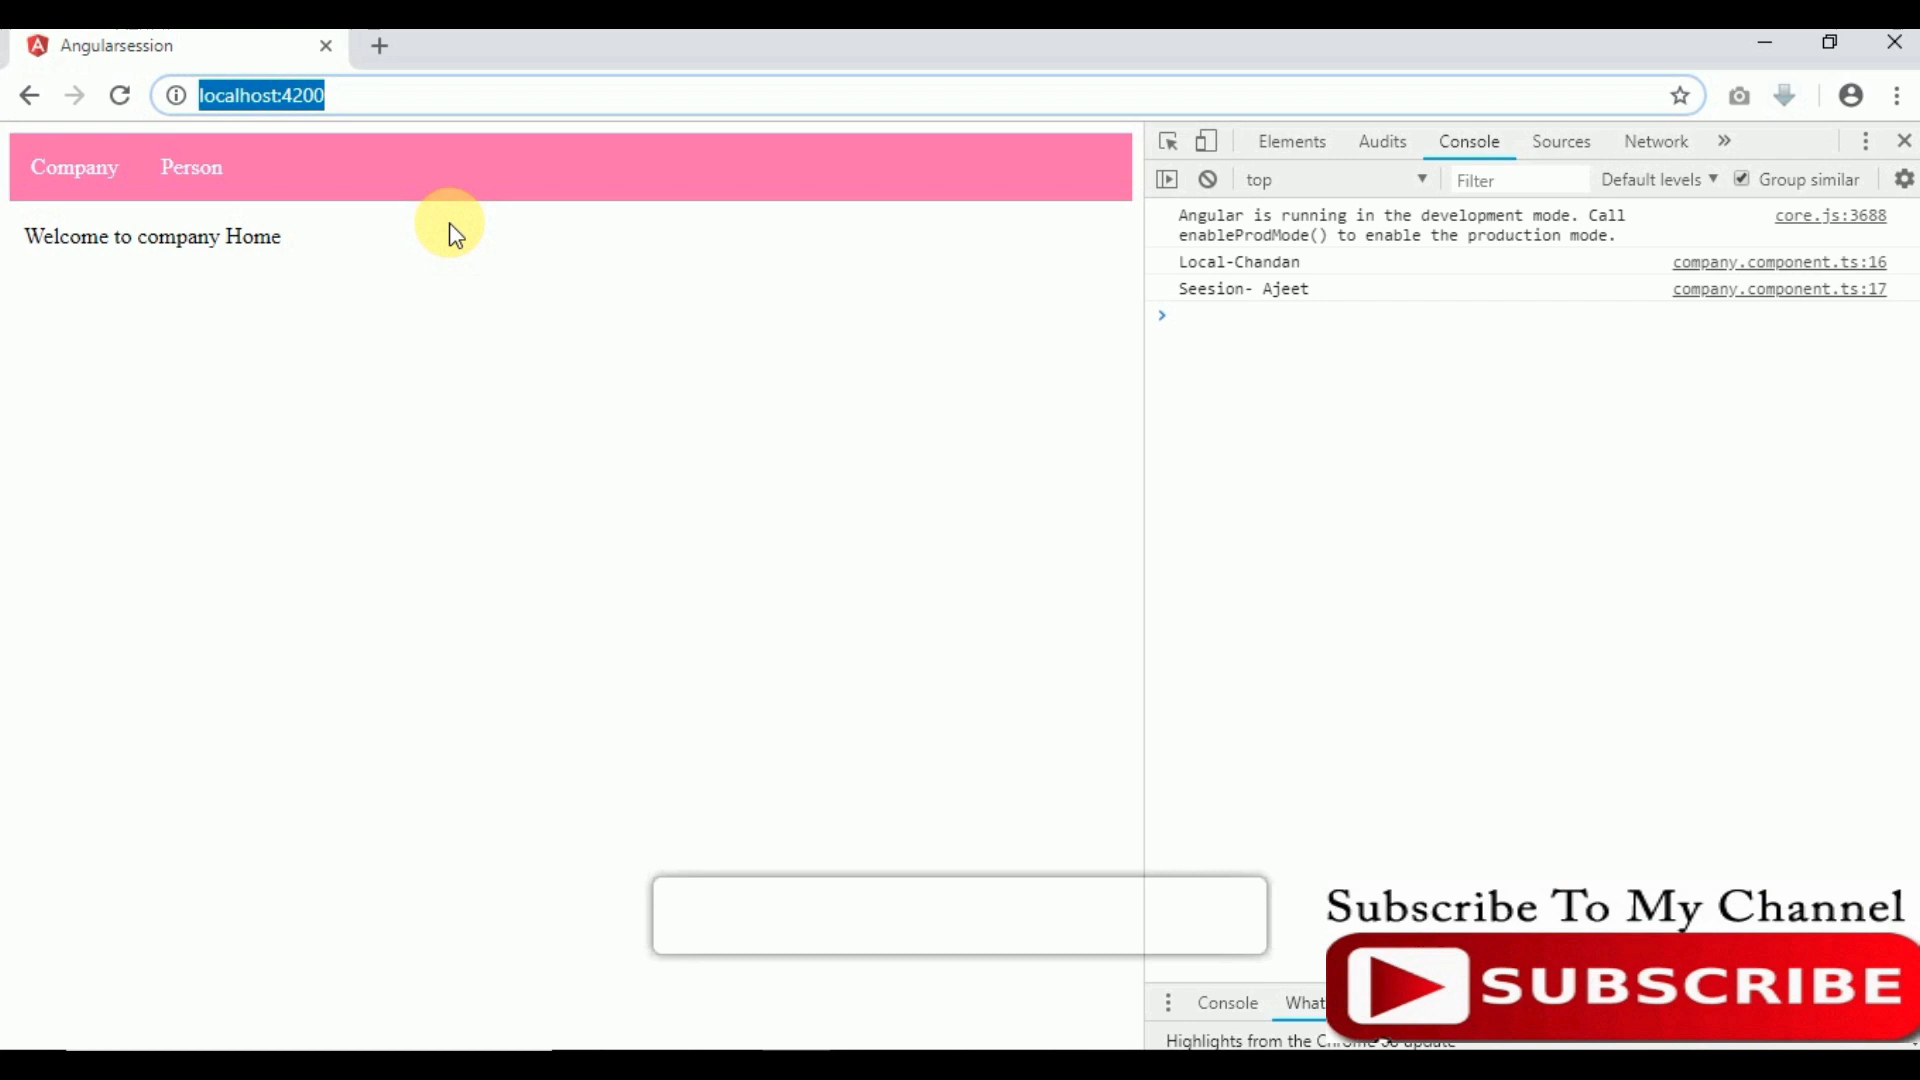 Angularsession
localhost:4200
Company Person
Welcome to company Home
Elements Audits Console Sources Network
top Filter Default levels Group similar
Angular is running in the development mode. Call core.js:3688
enableProdMode() to enable the production mode.
Local-Chandan company.component.ts:16
Seesion- Ajeet company.component.ts:17
Subscribe To My Channel
SUBSCRIBE
Console What
Highlights from the update